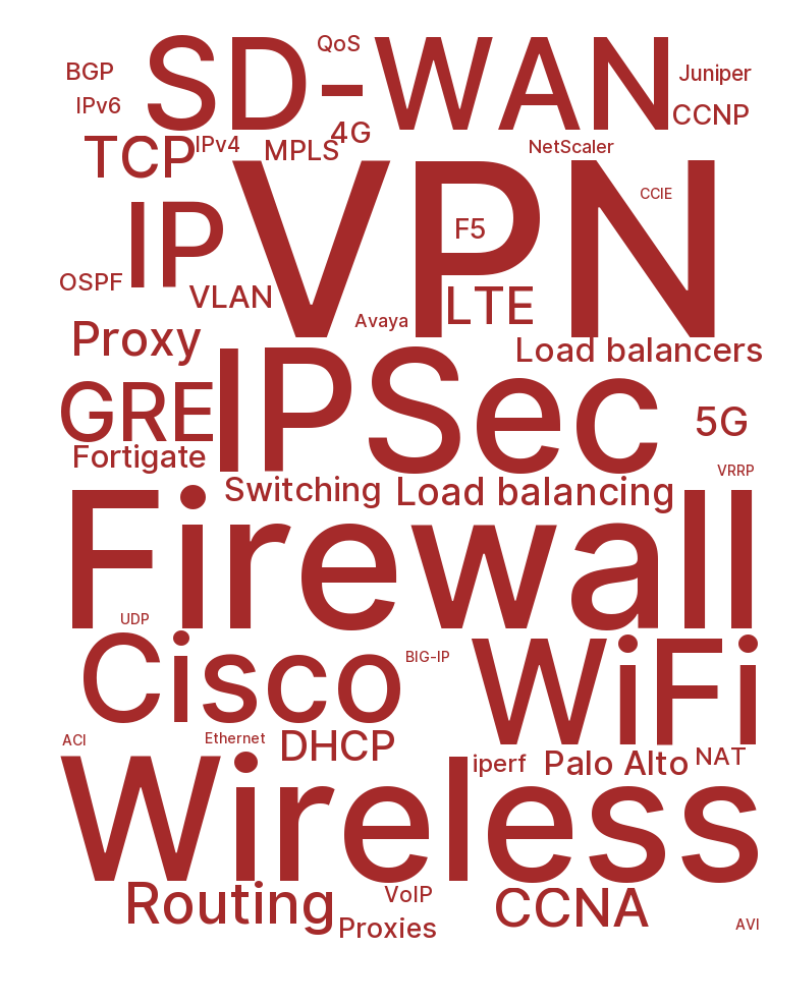 QoS
SD-WAN
BGP
Juniper
IPv6
CCNP
4G
TCP
IPv4
MPLS
NetScaler
VPN
CCIE
IP
F5
OSPF
VLAN
LTE
Avaya
Proxy
Load balancers
IPSec
GRE
5G
Fortigate
VRRP
Switching
Load balancing
Firewall
UDP
Cisco
BIG-IP
WiFi
ACI
Ethernet
DHCP
iperf
Palo Alto
NAT
Wireless
Routing
VoIP
CCNA
Proxies
AVI